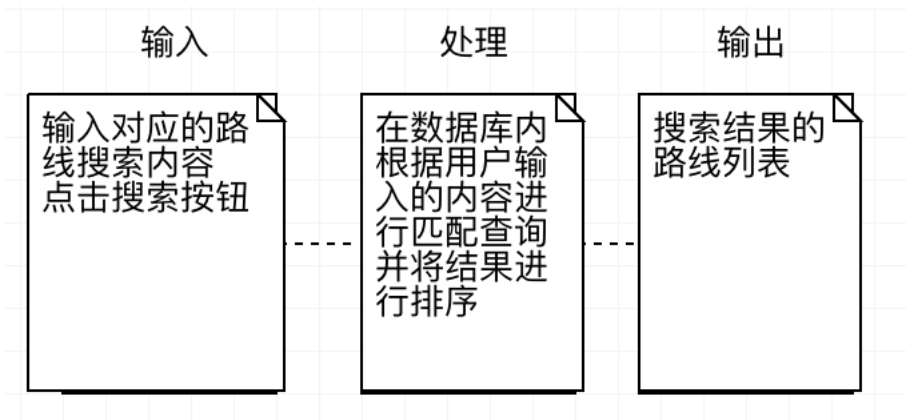 输入
处理
输出
输入对应的路
线搜索内容
点击搜索按钮
在数据库内
根据用户输
入的内容进
行匹配查询
并将结果进
行排序
搜索结果的
路线列表